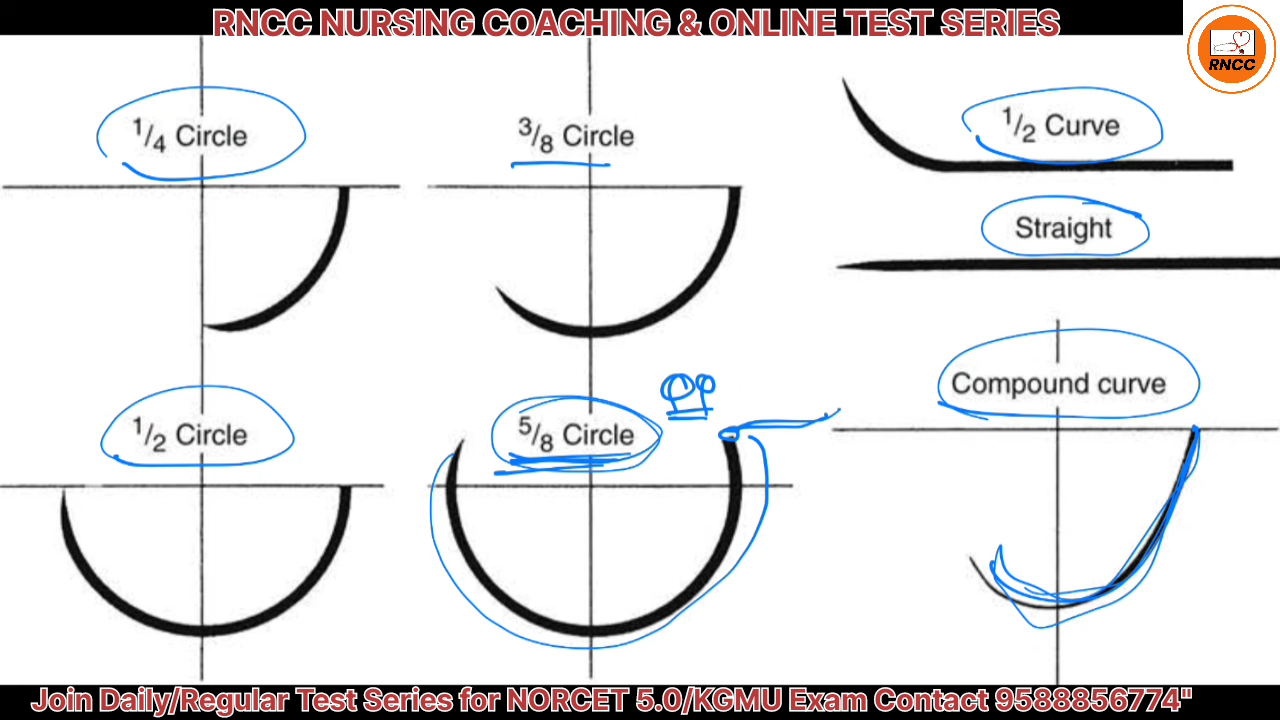 RNCC NURSING COACHING & ONLINE TEST SERIES
RNCC
1/4 Circle
3/8 Circle
1/2 Curve
Straight
1/2 Circle
5/8 Circle
Compound curve
Join Daily/Regular Test Series for NORCET 5.0/KGMU Exam Contact 9588856774"